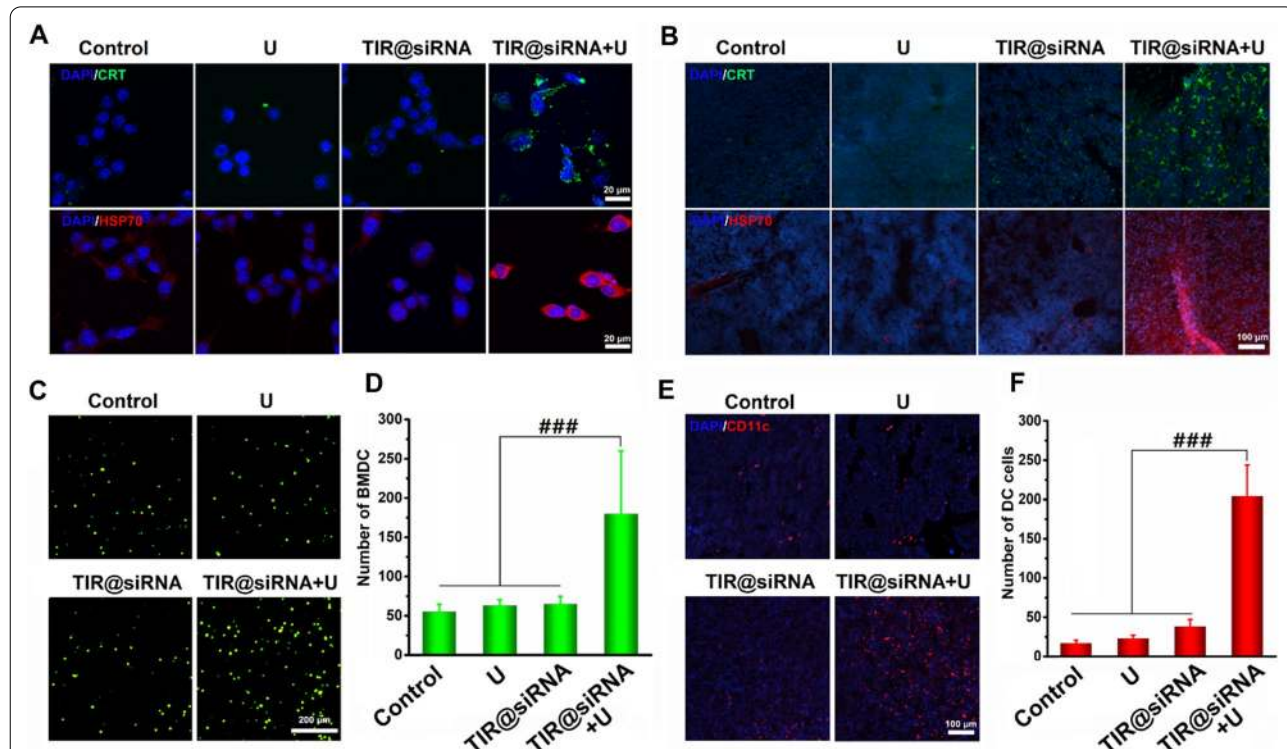 A
Control U TIR@siRNA TIR@siRNA+U
DAPI/CRT
20 µm
DAPI/HSP70
20 µm
B
Control U TIR@siRNA TIR@siRNA+U
DAPI/CRT
DAPI/HSP70
100 µm
C
Control U
TIR@siRNA TIR@siRNA+U
200 µm
D
Number of BMDC
300
250
200
150
100
50
0
###
Control
U
TIR@siRNA
TIR@siRNA
+U
E
Control U
DAPI/CD11c
TIR@siRNA TIR@siRNA+U
100 µm
F
Number of DC cells
300
250
200
150
100
50
0
###
Control
U
TIR@siRNA
TIR@siRNA
+U